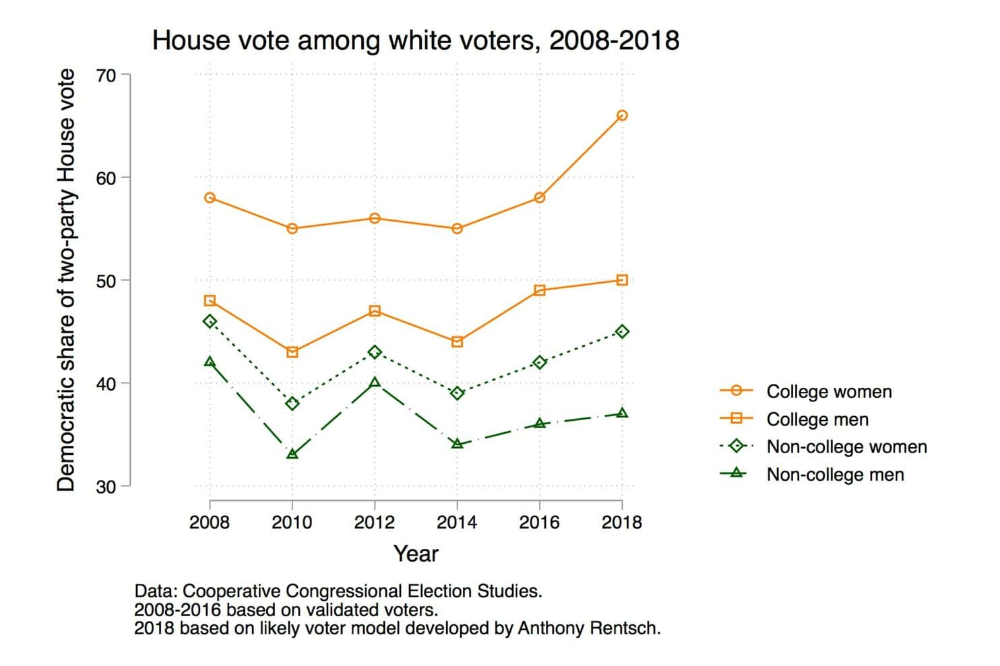 House vote among white voters, 2008-2018
Democratic share of two-party House vote
70
60
50
40
30
2008 2010 2012 2014 2016 2018
Year
College women
College men
Non-college women
Non-college men
Data: Cooperative Congressional Election Studies.
2008-2016 based on validated voters.
2018 based on likely voter model developed by Anthony Rentsch.